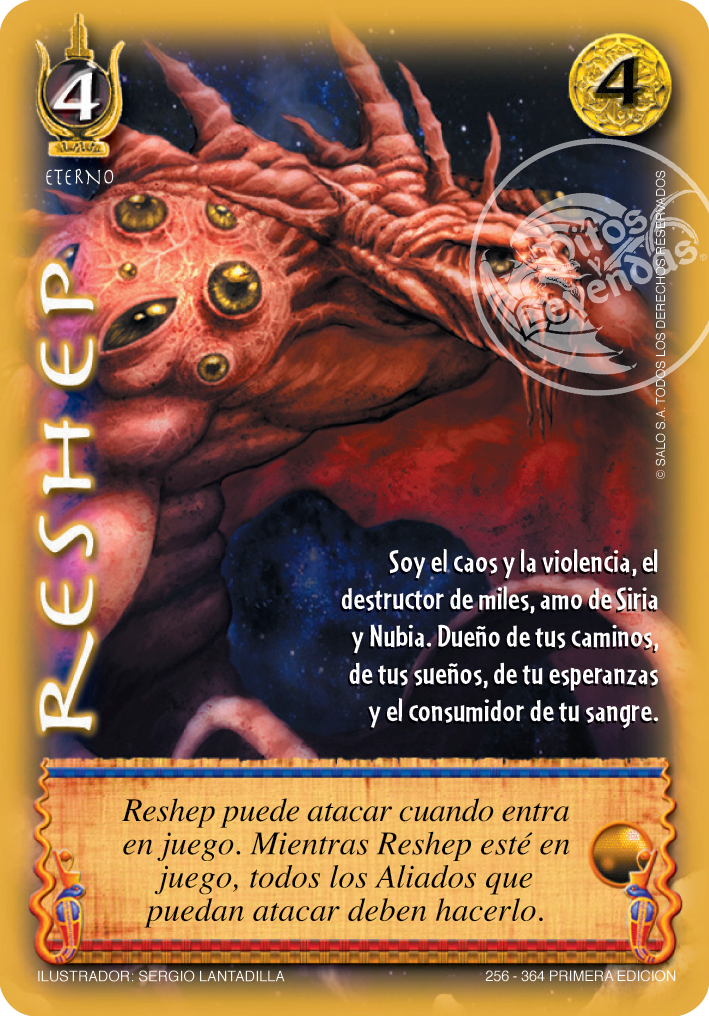 4
4
ETERNO
Mitos
y
Leyendas
®
© SALO S.A. TODOS LOS DERECHOS RESERVADOS
RESHEP
Soy el caos y la violencia, el
destructor de miles, amo de Siria
y Nubia. Dueño de tus caminos,
de tus sueños, de tu esperanzas
y el consumidor de tu sangre.
Reshep puede atacar cuando entra
en juego. Mientras Reshep esté en
juego, todos los Aliados que
puedan atacar deben hacerlo.
ILUSTRADOR: SERGIO LANTADILLA
256 - 364 PRIMERA EDICION